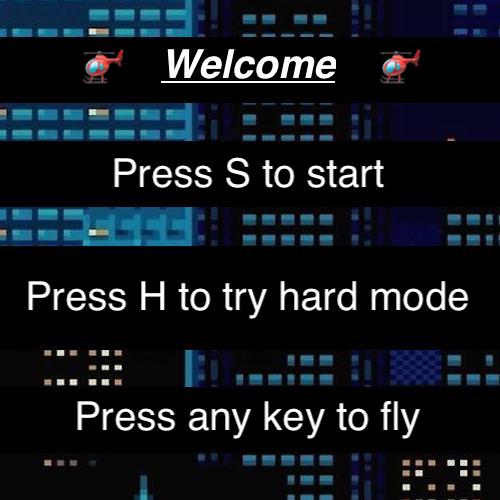 Welcome
Press S to start
Press H to try hard mode
Press any key to fly